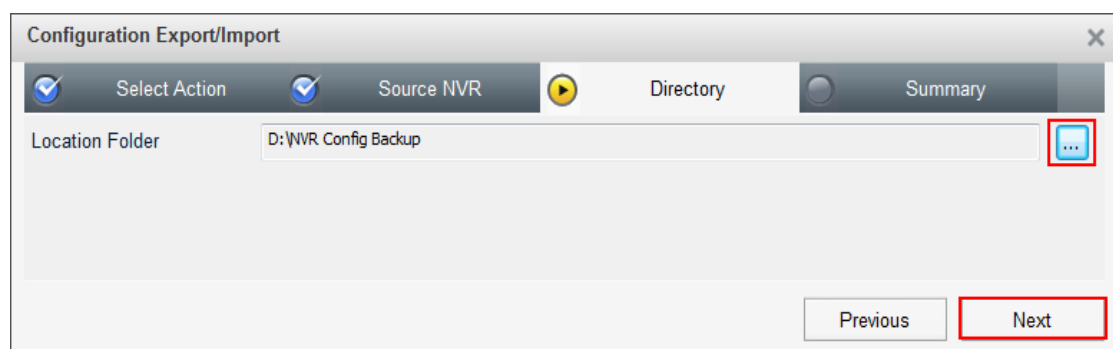 Configuration Export/Import
Select Action Source NVR Directory Summary
Location Folder D:\NVR Config Backup ...
Previous Next